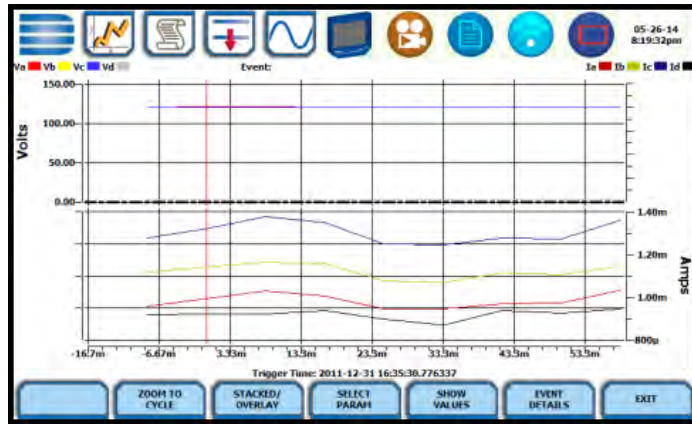 05-26-14
8:19:32pm
Va Vb Vc Vd Event: Ia Ib Ic Id
150.00
100.00
50.00
0.00
Volts
1.40m
1.20m
1.00m
800µ
Amps
-16.7m -6.67m 3.33m 13.3m 23.3m 33.3m 43.3m 53.3m
Trigger Time: 2011-12-31 16:35:30.776337
ZOOM TO
CYCLE
STACKED/
OVERLAY
SELECT
PARAM
SHOW
VALUES
EVENT
DETAILS
EXIT